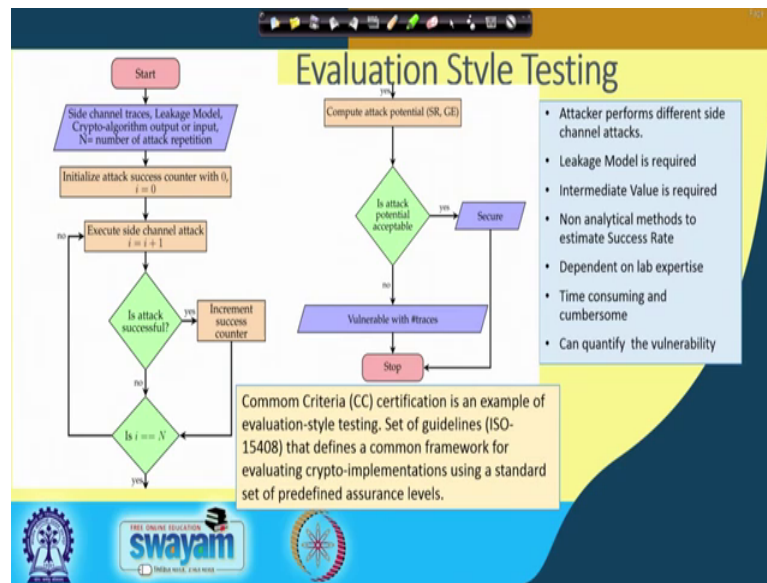 Evaluation Style Testing
Start
Side channel traces, Leakage Model,
Crypto-algorithm output or input,
N= number of attack repetition
Initialize attack success counter with 0,
i = 0
no
Execute side channel attack
i = i + 1
Is attack
successful?
yes
Increment
success
counter
no
Is i == N
yes
yes
Compute attack potential (SR, GE)
Is attack
potential
acceptable
yes
Secure
no
Vulnerable with #traces
Stop
• Attacker performs different side
channel attacks.
• Leakage Model is required
• Intermediate Value is required
• Non analytical methods to
estimate Success Rate
• Dependent on lab expertise
• Time consuming and
cumbersome
• Can quantify the vulnerability
Commom Criteria (CC) certification is an example of
evaluation-style testing. Set of guidelines (ISO-
15408) that defines a common framework for
evaluating crypto-implementations using a standard
set of predefined assurance levels.
FREE ONLINE EDUCATION
swayam